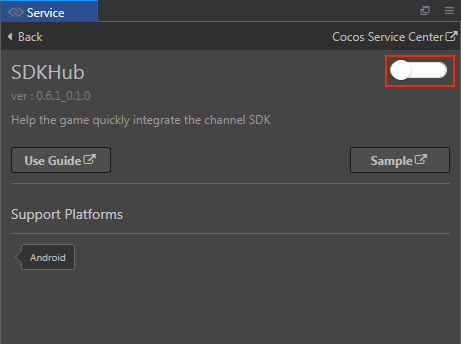 Service
Back
Cocos Service Center
SDKHub
ver : 0.6.1_0.1.0
Help the game quickly integrate the channel SDK
Use Guide
Sample
Support Platforms
Android